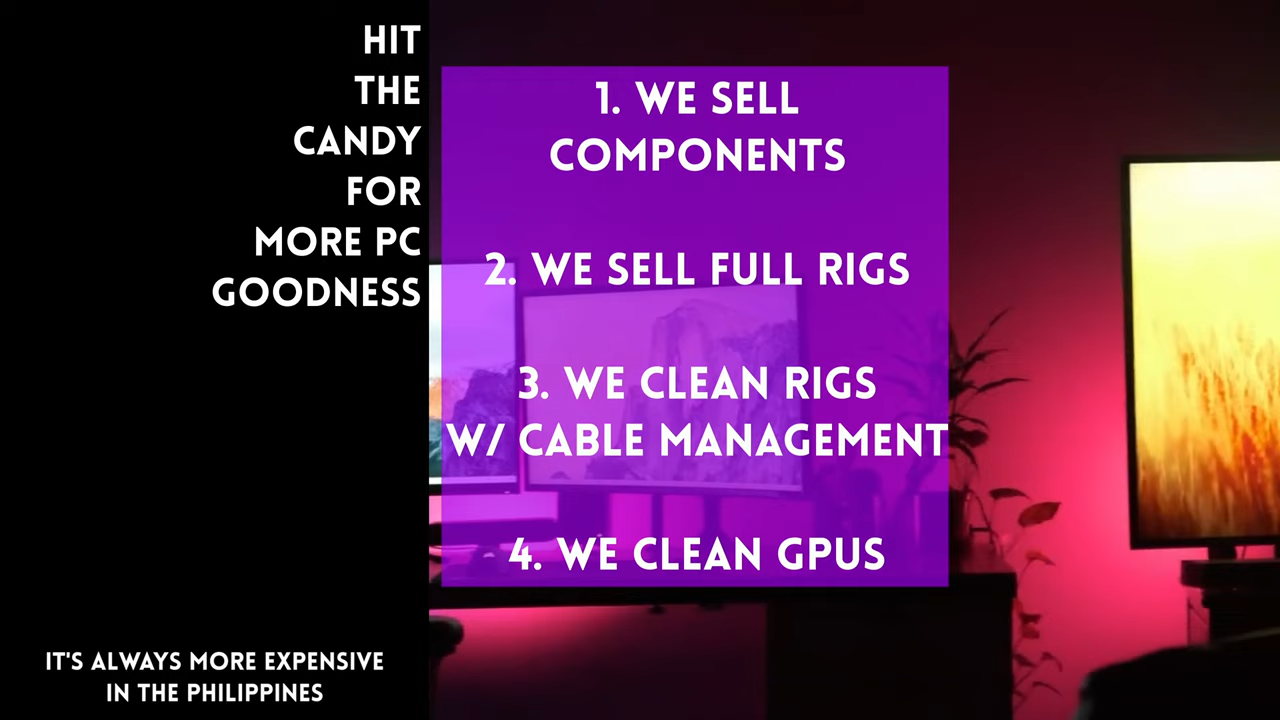 HIT
THE
CANDY
FOR
MORE PC
GOODNESS
1. WE SELL
COMPONENTS
2. WE SELL FULL RIGS
3. WE CLEAN RIGS
W/ CABLE MANAGEMENT
4. WE CLEAN GPUS
IT'S ALWAYS MORE EXPENSIVE
IN THE PHILIPPINES